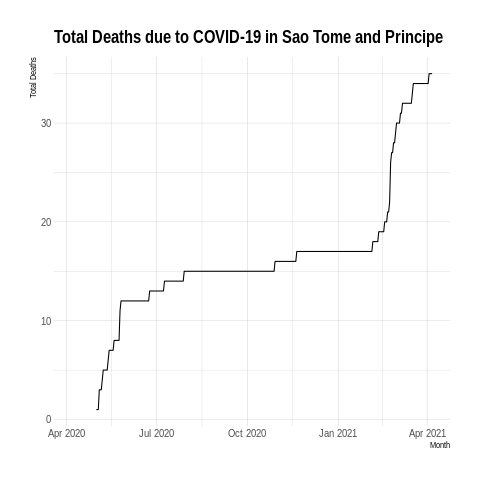 Total Deaths due to COVID-19 in Sao Tome and Principe
Total Deaths
30
20
10
0
Apr 2020 Jul 2020 Oct 2020 Jan 2021 Apr 2021
Month